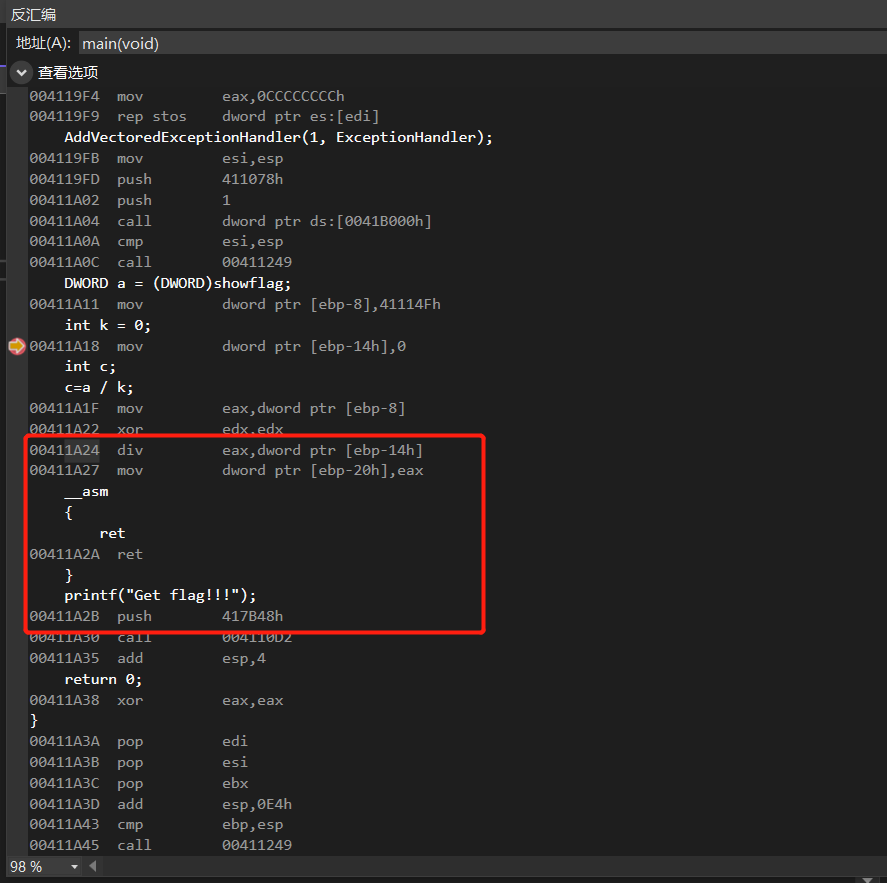 反汇编
地址(A): main(void)
查看选项
004119F4 mov eax,0CCCCCCCCh
004119F9 rep stos dword ptr es:[edi]
AddVectoredExceptionHandler(1, ExceptionHandler);
004119FB mov esi,esp
004119FD push 411078h
00411A02 push 1
00411A04 call dword ptr ds:[0041B000h]
00411A0A cmp esi,esp
00411A0C call 00411249
DWORD a = (DWORD)showflag;
00411A11 mov dword ptr [ebp-8],41114Fh
int k = 0;
00411A18 mov dword ptr [ebp-14h],0
int c;
c=a / k;
00411A1F mov eax,dword ptr [ebp-8]
00411A22 xor edx,edx
00411A24 div eax,dword ptr [ebp-14h]
00411A27 mov dword ptr [ebp-20h],eax
__asm
{
ret
00411A2A ret
}
printf("Get flag!!!");
00411A2B push 417B48h
00411A30 call 004110D2
00411A35 add esp,4
return 0;
00411A38 xor eax,eax
}
00411A3A pop edi
00411A3B pop esi
00411A3C pop ebx
00411A3D add esp,0E4h
00411A43 cmp ebp,esp
00411A45 call 00411249
98 %